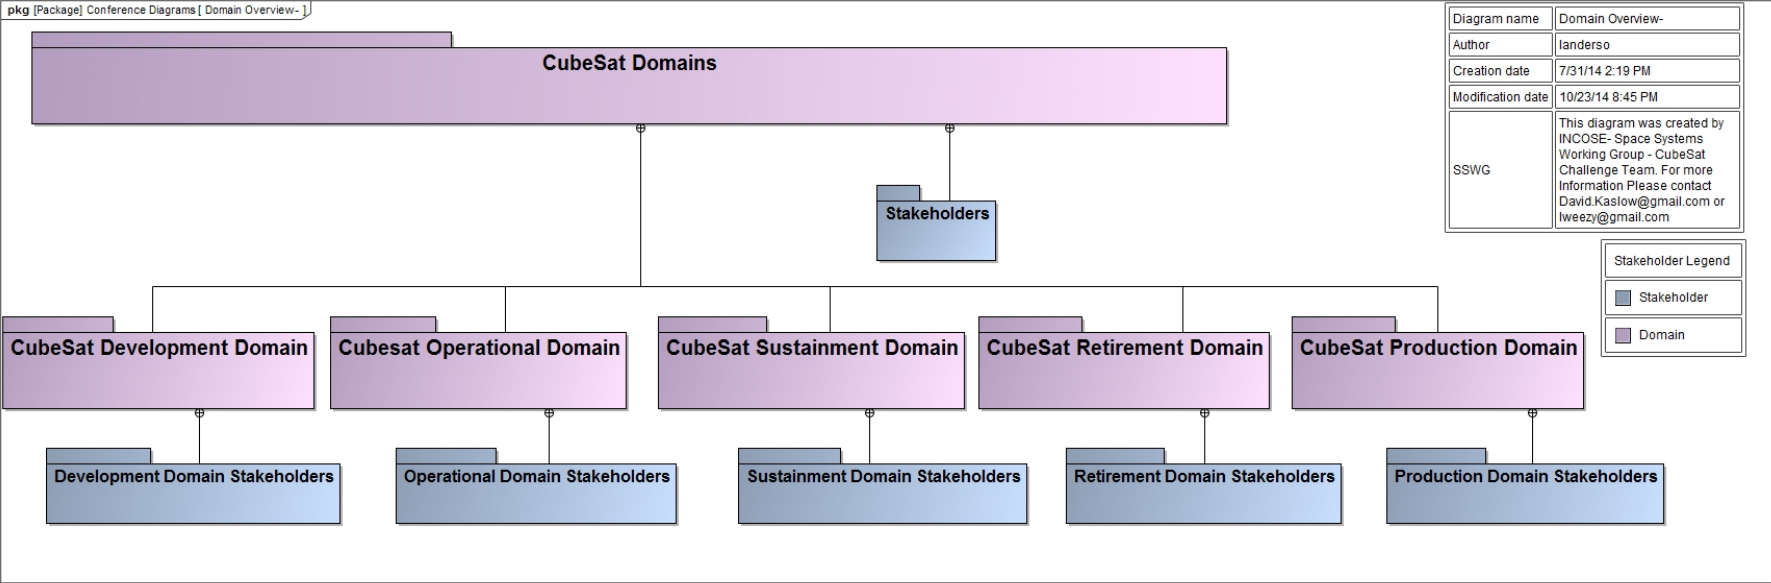 pkg [Package] Conference Diagrams [ Domain Overview- ]
CubeSat Domains
Stakeholders
CubeSat Development Domain
Cubesat Operational Domain
CubeSat Sustainment Domain
CubeSat Retirement Domain
CubeSat Production Domain
Development Domain Stakeholders
Operational Domain Stakeholders
Sustainment Domain Stakeholders
Retirement Domain Stakeholders
Production Domain Stakeholders
Diagram name Domain Overview-
Author landerso
Creation date 7/31/14 2:19 PM
Modification date 10/23/14 8:45 PM
SSWG
This diagram was created by
INCOSE- Space Systems
Working Group - CubeSat
Challenge Team. For more
Information Please contact
David.Kaslow@gmail.com or
lweezy@gmail.com
Stakeholder Legend
Stakeholder
Domain